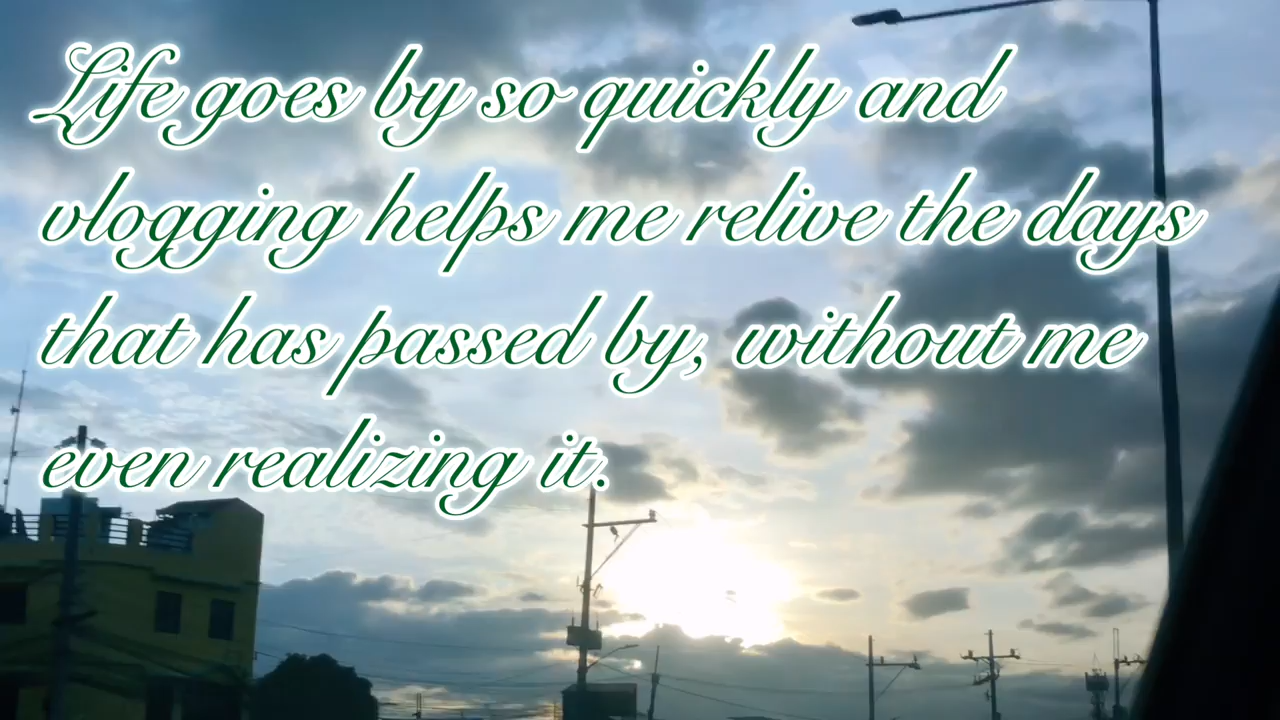 Life goes by so quickly and
vlogging helps me relive the days
that has passed by, without me
even realizing it.